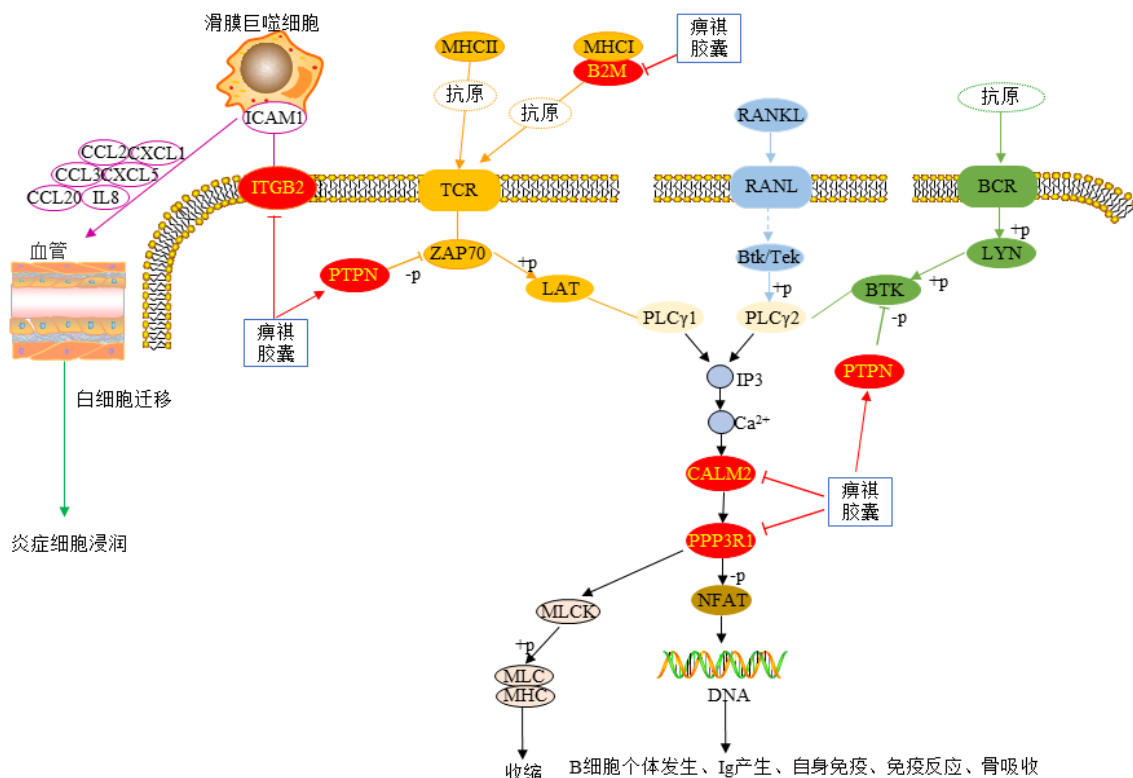 滑膜巨噬细胞
ICAM1
CCL2
CXCL1
CCL3
CXCL5
CCL20
IL8
血管
白细胞迁移
炎症细胞浸润
ITGB2
痹祺
胶囊
PTPN
-p
MHCII
抗原
MHCI
B2M
痹祺
胶囊
抗原
TCR
ZAP70
+p
LAT
PLCγ1
RANKL
RANL
Btk/Tek
+p
PLCγ2
抗原
BCR
+p
LYN
+p
BTK
-p
PTPN
痹祺
胶囊
IP3
Ca²⁺
CALM2
PPP3R1
-p
NFAT
DNA
MLCK
+p
MLC
MHC
收缩
B细胞个体发生、Ig产生、自身免疫、免疫反应、骨吸收